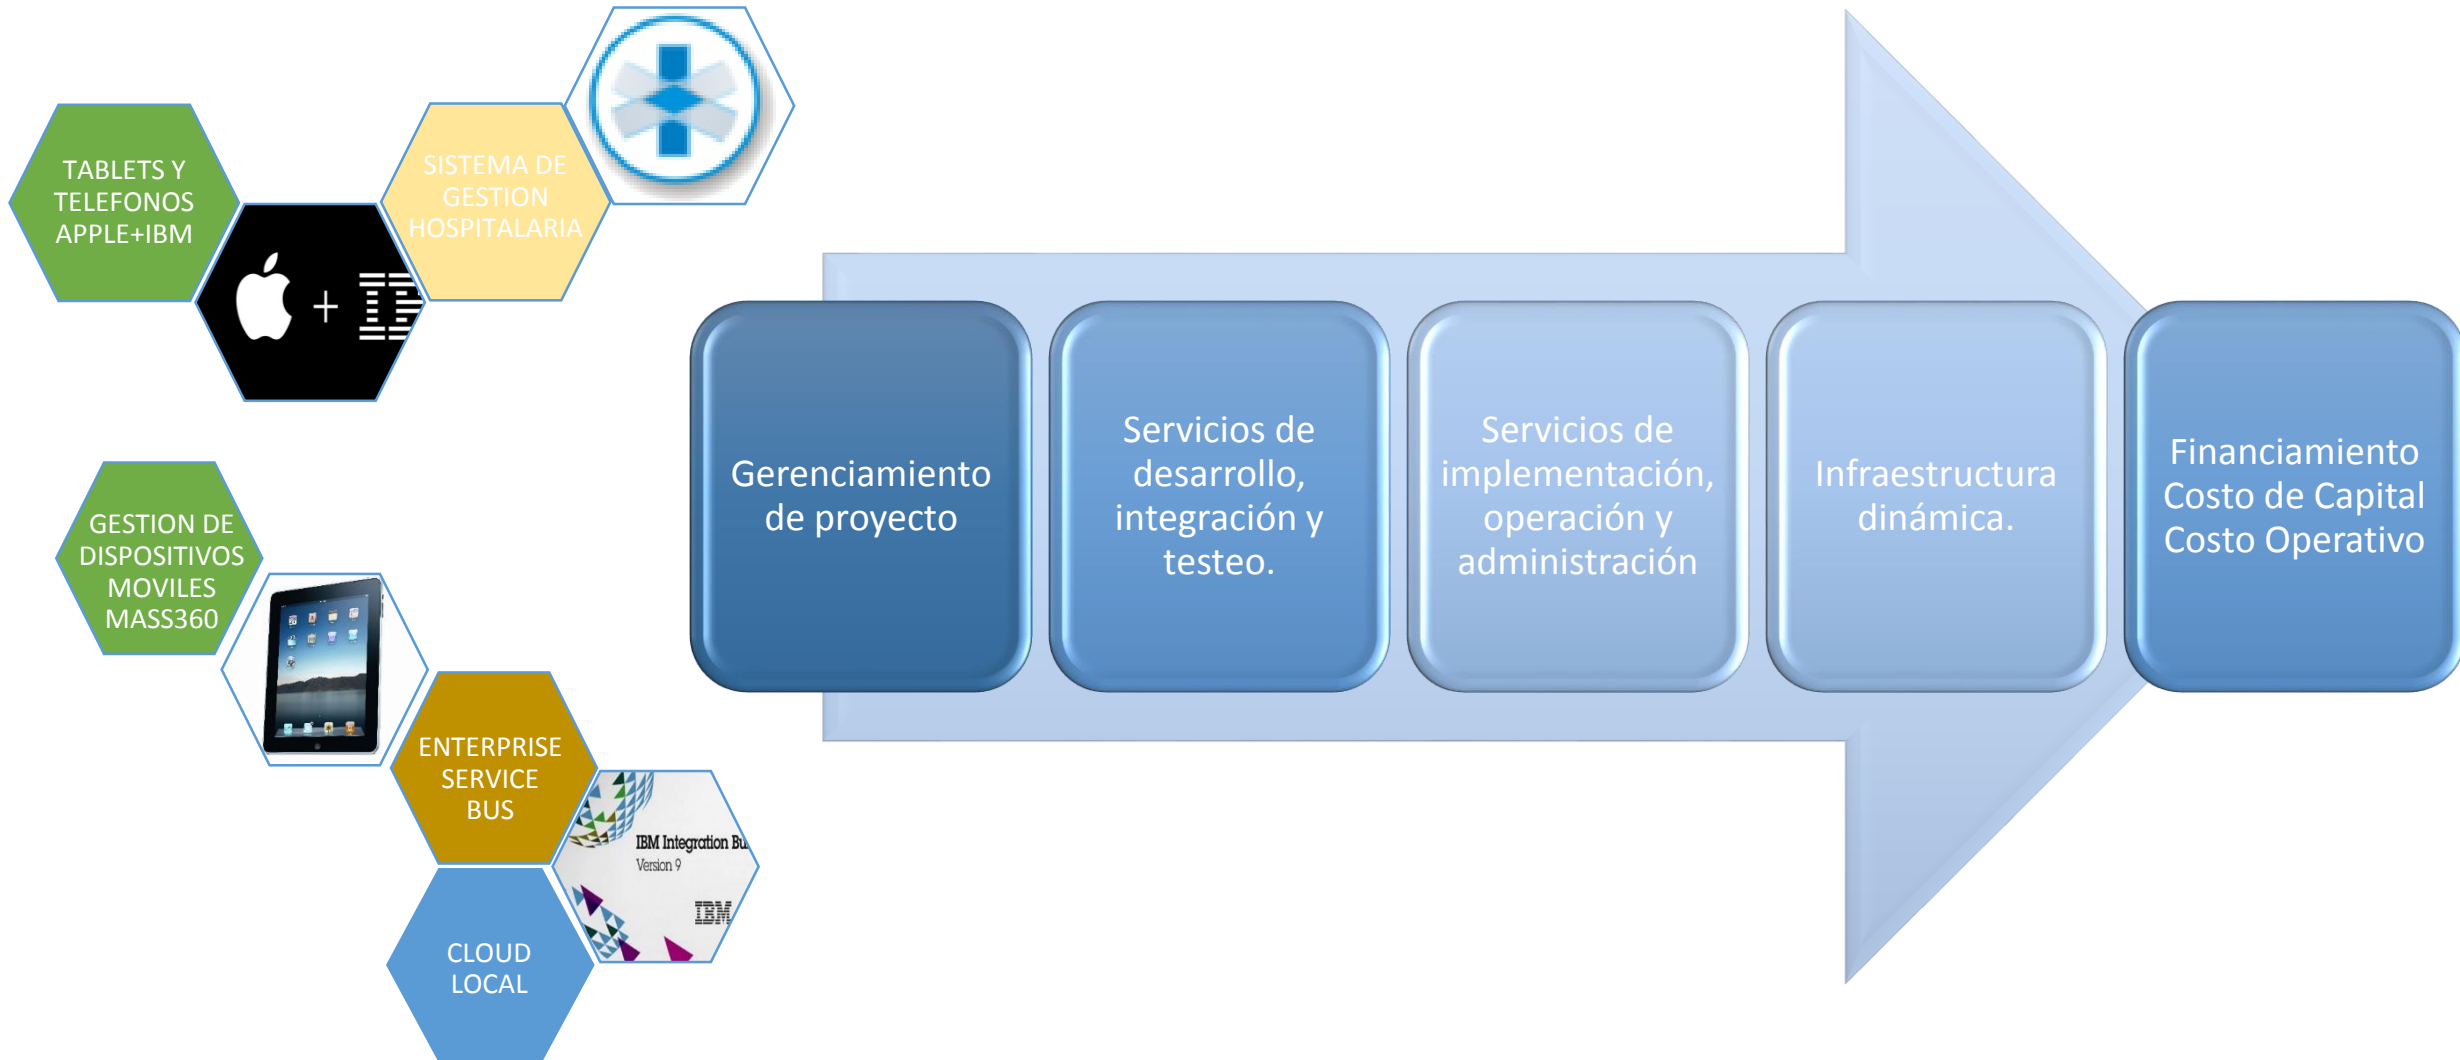 TABLETS Y
TELEFONOS
APPLE+IBM
+ IB
SISTEMA DE
GESTION
HOSPITALARIA
GESTION DE
DISPOSITIVOS
MOVILES
MASS360
ENTERPRISE
SERVICE
BUS
IBM Integration Bu
Version 9
IBM
CLOUD
LOCAL
Gerenciamiento
de proyecto
Servicios de
desarrollo,
integración y
testeo.
Servicios de
implementación,
operación y
administración
Infraestructura
dinámica.
Financiamiento
Costo de Capital
Costo Operativo